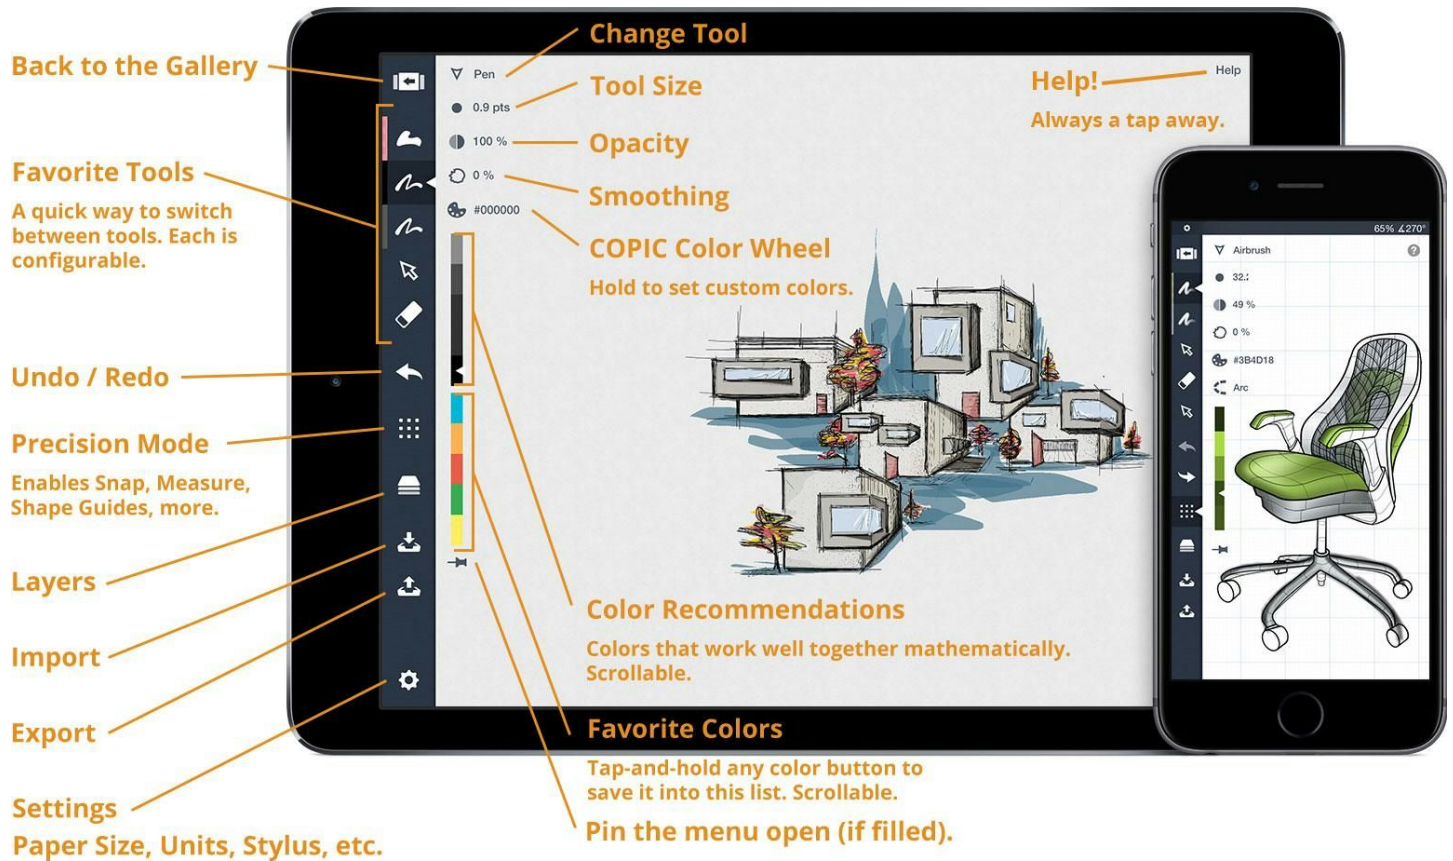 Back to the Gallery
Favorite Tools
A quick way to switch
between tools. Each is
configurable.
Undo / Redo
Precision Mode
Enables Snap, Measure,
Shape Guides, more.
Layers
Import
Export
Settings
Paper Size, Units, Stylus, etc.
Pen
0.9 pts
100 %
0 %
#000000
Change Tool
Tool Size
Opacity
Smoothing
COPIC Color Wheel
Hold to set custom colors.
Help!
Always a tap away.
Help
Color Recommendations
Colors that work well together mathematically.
Scrollable.
Favorite Colors
Tap-and-hold any color button to
save it into this list. Scrollable.
Pin the menu open (if filled).
65% ∡270°
Airbrush
?
32.
49 %
0 %
#3B4D18
Arc